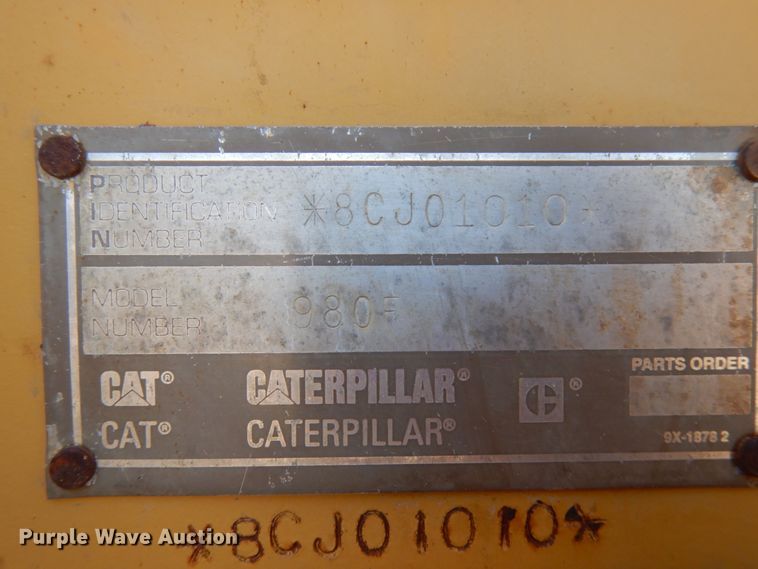 PRODUCT
IDENTIFICATION
NUMBER
*8CJ01010*
MODEL
NUMBER
980F
CAT® CATERPILLAR® C®
CAT® CATERPILLAR®
PARTS ORDER
9X-1878 2
*8CJ01010*
Purple Wave Auction